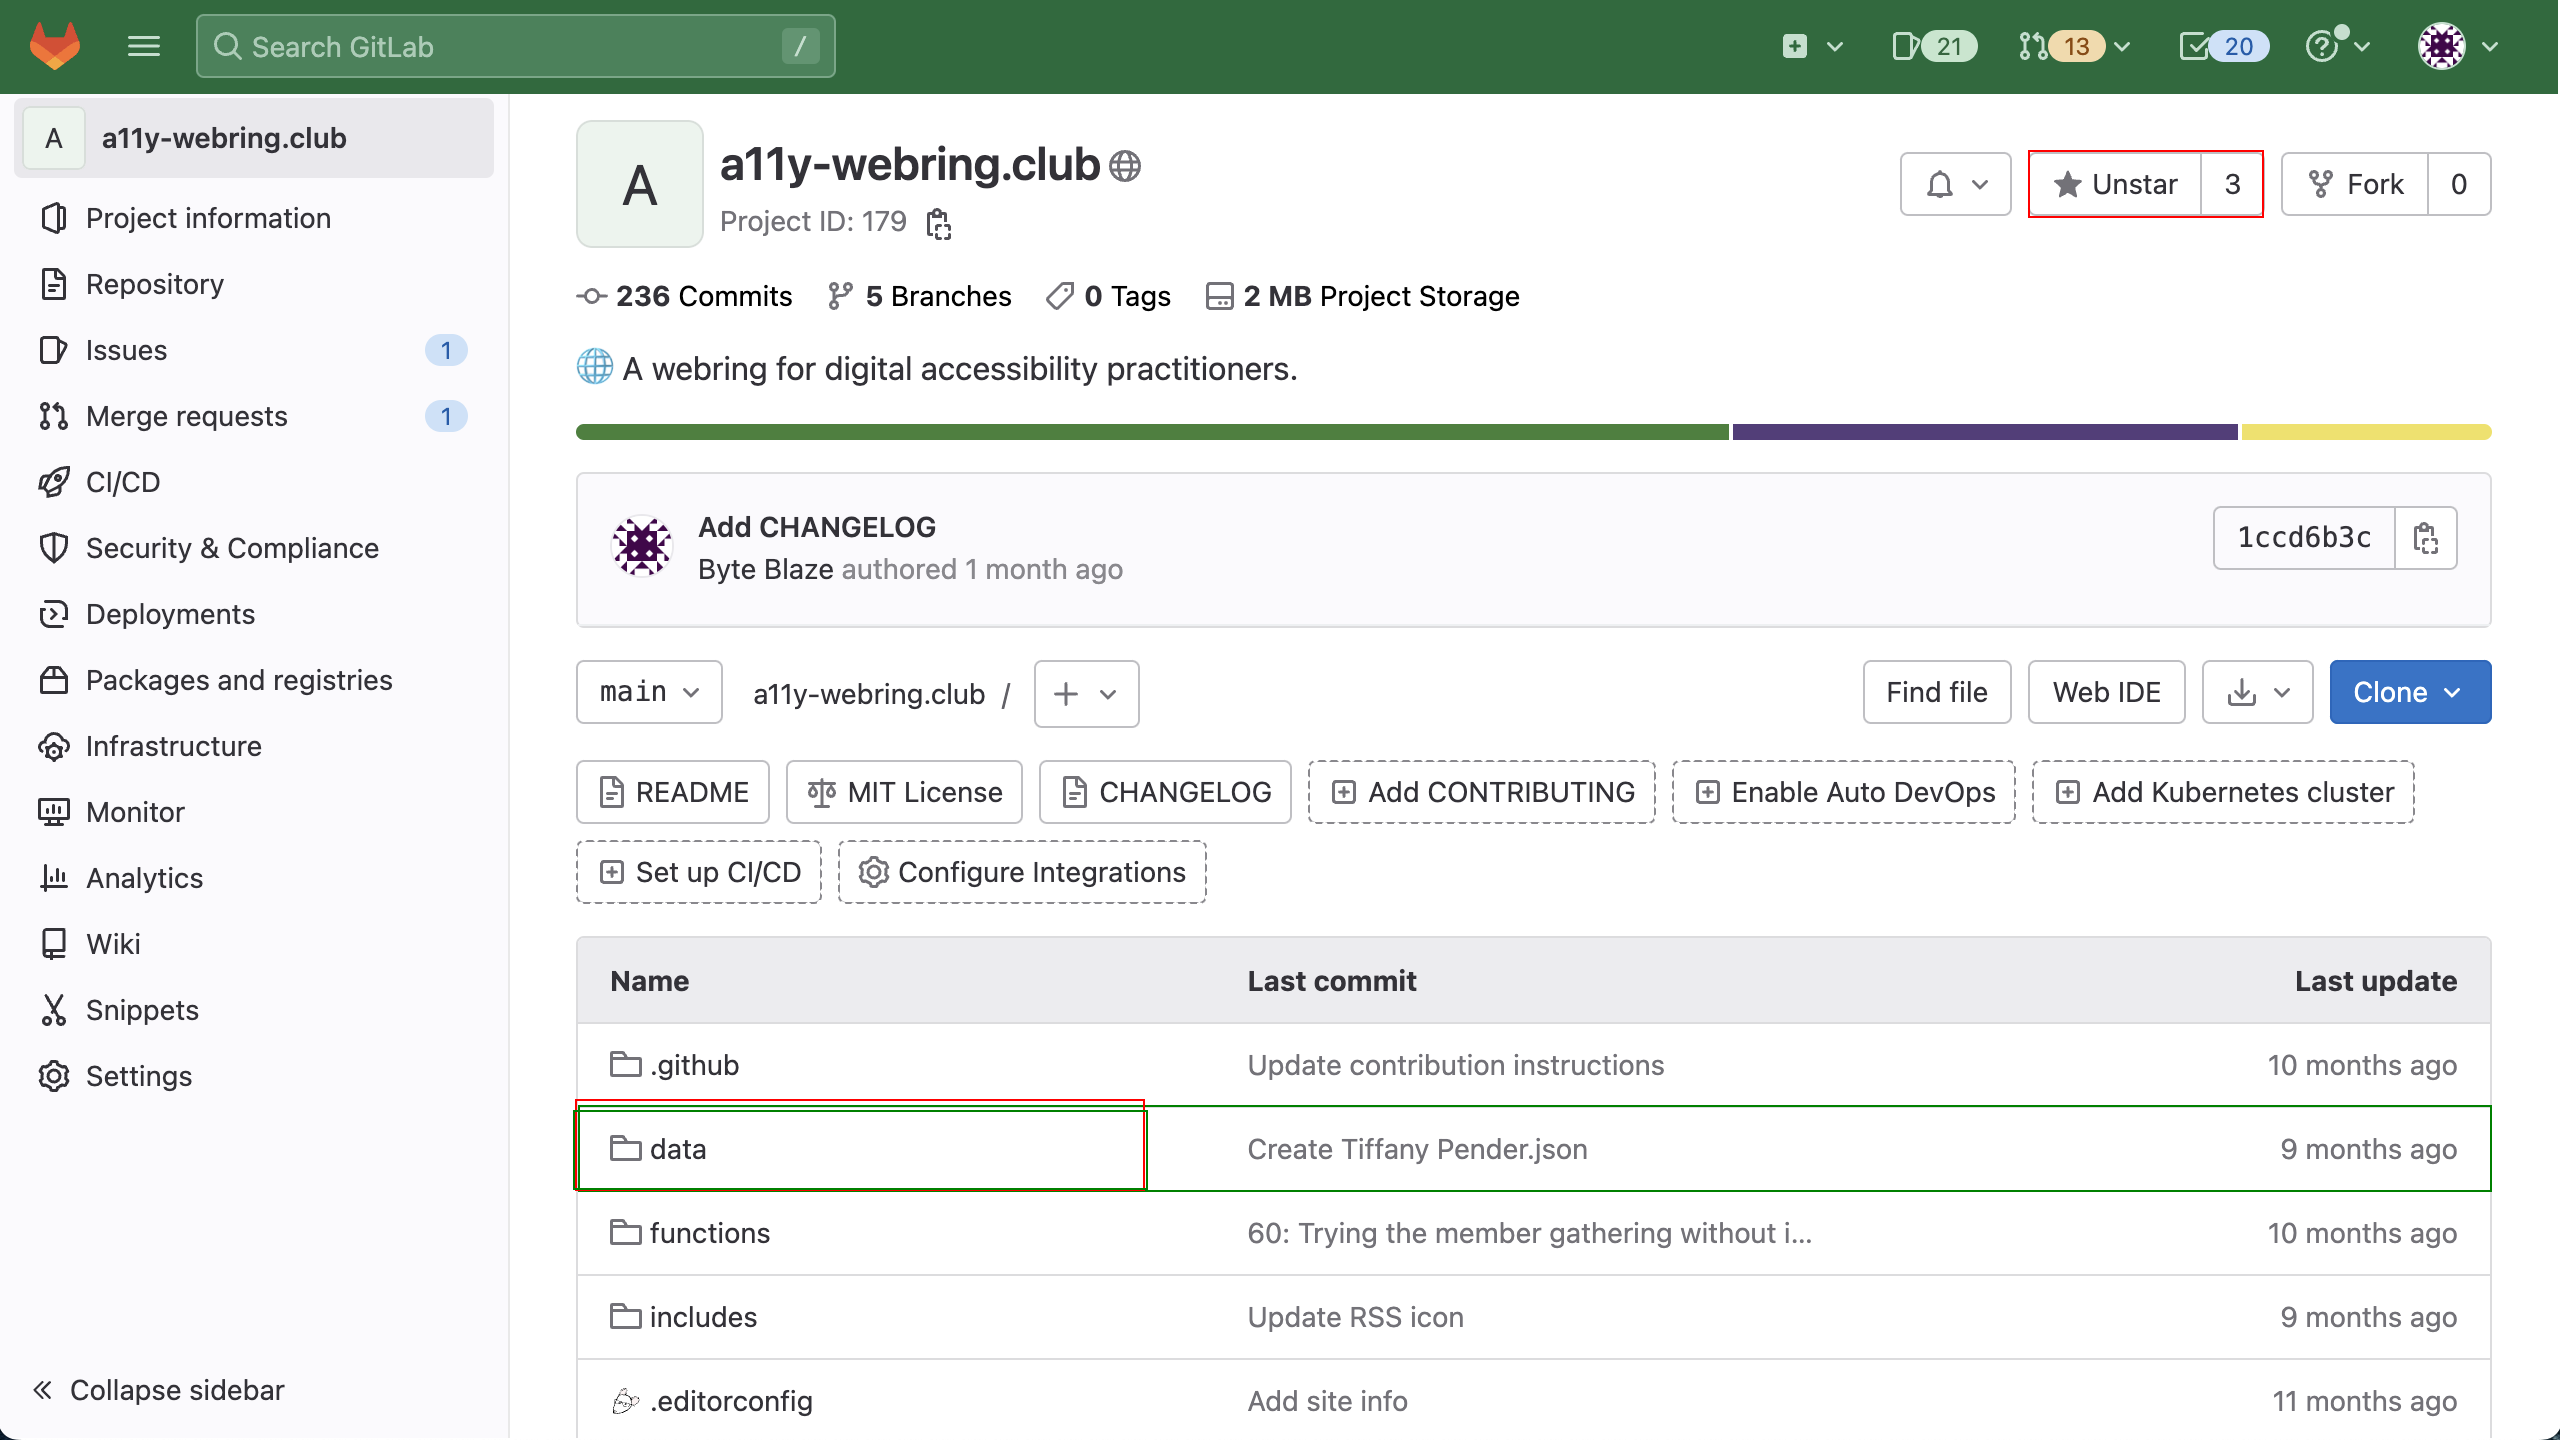 Search GitLab /
21
13
20
A a11y-webring.club
Project information
Repository
Issues 1
Merge requests 1
CI/CD
Security & Compliance
Deployments
Packages and registries
Infrastructure
Monitor
Analytics
Wiki
Snippets
Settings
Collapse sidebar
A
a11y-webring.club
Project ID: 179
Unstar 3
Fork 0
236 Commits 5 Branches 0 Tags 2 MB Project Storage
A webring for digital accessibility practitioners.
Add CHANGELOG
Byte Blaze authored 1 month ago
1ccd6b3c
main a11y-webring.club / Find file Web IDE Clone
README MIT License CHANGELOG Add CONTRIBUTING Enable Auto DevOps Add Kubernetes cluster
Set up CI/CD Configure Integrations
Name Last commit Last update
.github Update contribution instructions 10 months ago
data Create Tiffany Pender.json 9 months ago
functions 60: Trying the member gathering without i... 10 months ago
includes Update RSS icon 9 months ago
.editorconfig Add site info 11 months ago